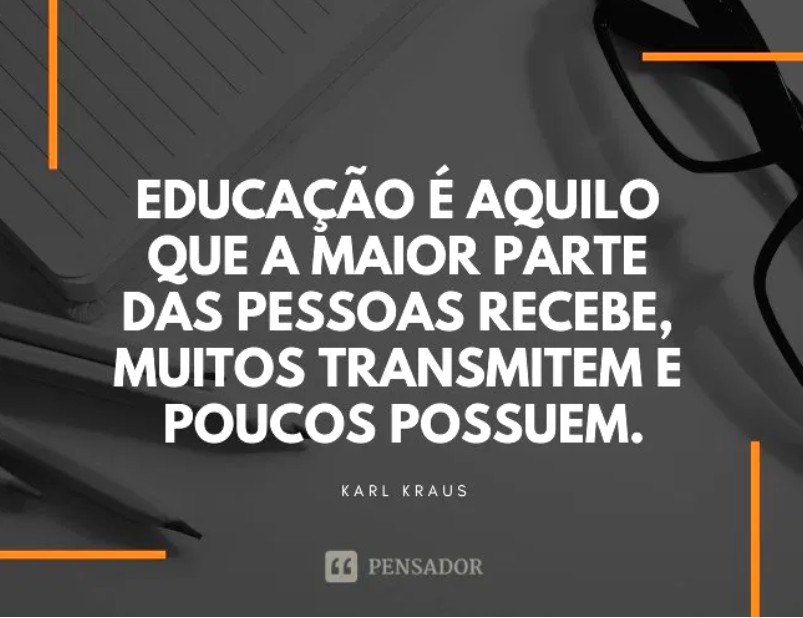 EDUCAÇÃO É AQUILO
QUE A MAIOR PARTE
DAS PESSOAS RECEBE,
MUITOS TRANSMITEM E
POUCOS POSSUEM.
KARL KRAUS
PENSADOR